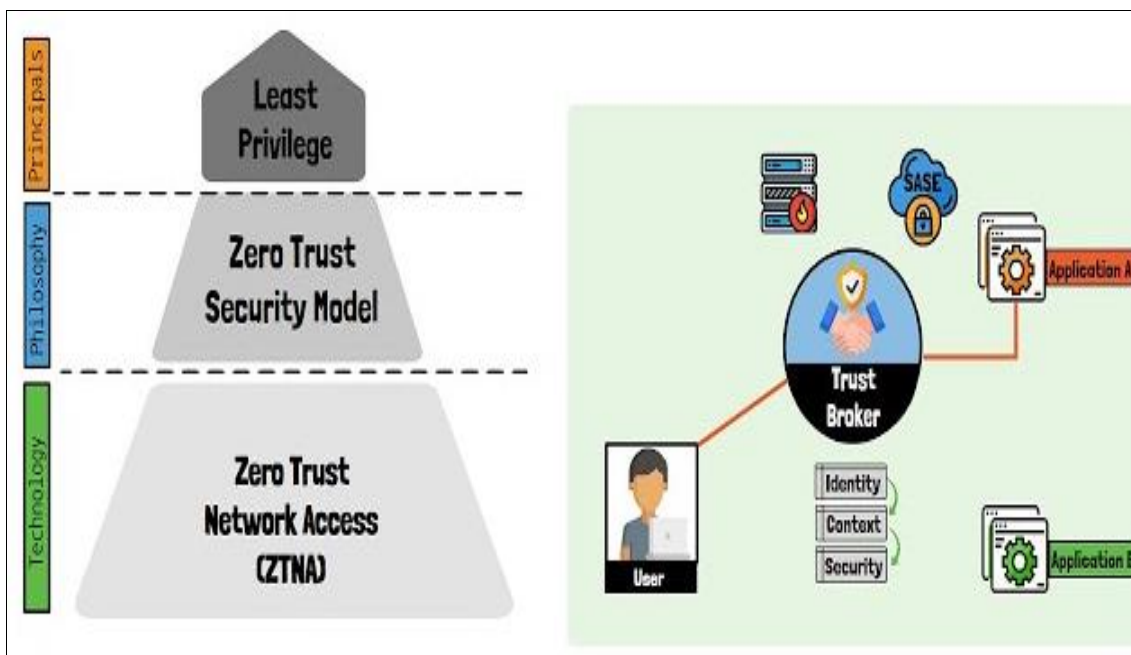 Principals
Least
Privilege
Philosophy
Zero Trust
Security Model
Technology
Zero Trust
Network Access
(ZTNA)
SASE
Application A
Trust
Broker
User
Identity
Context
Security
Application